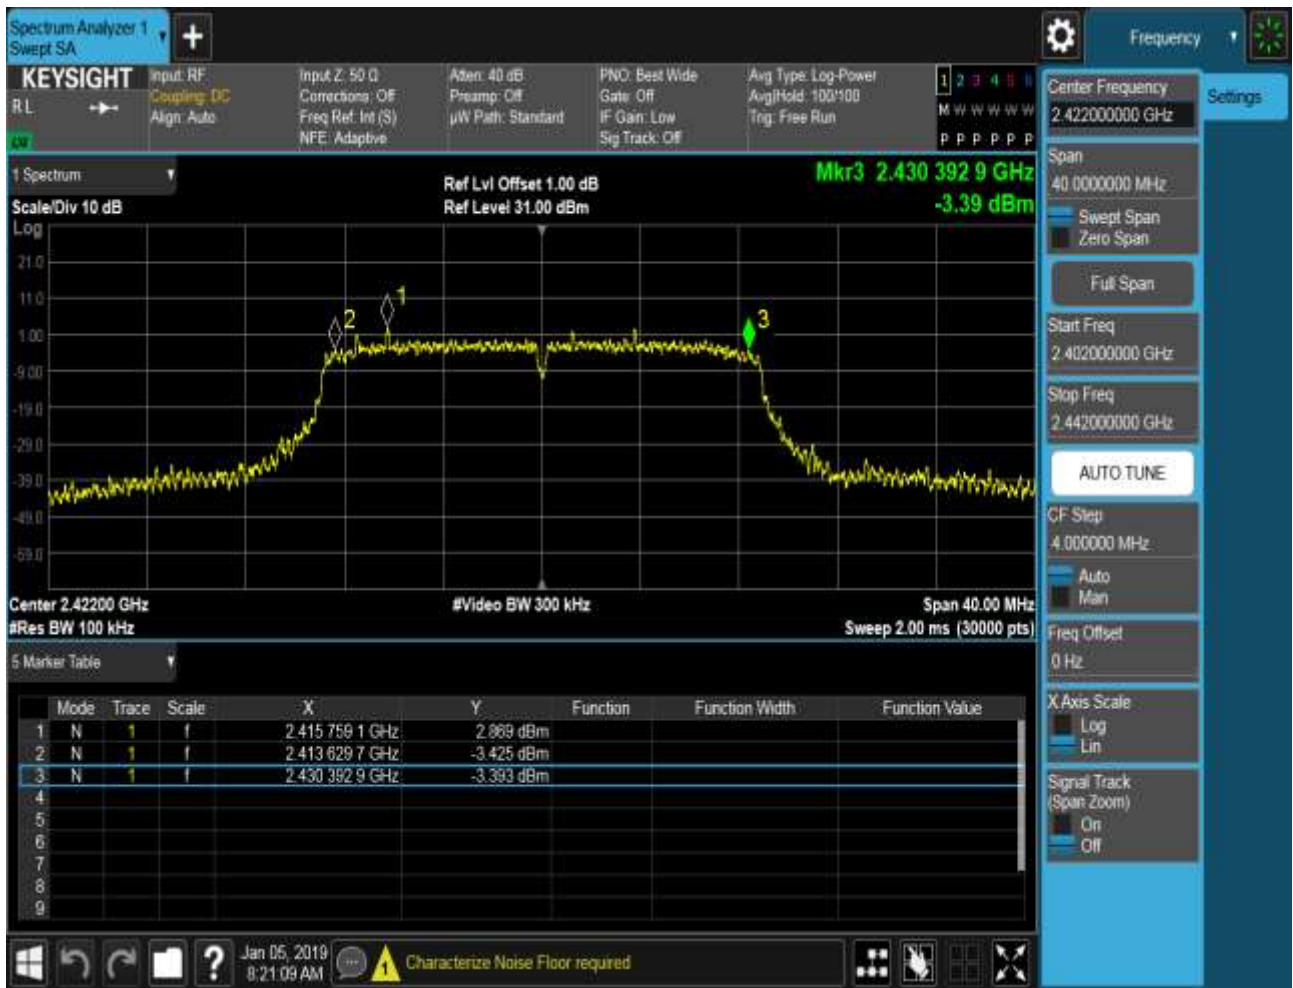 Spectrum Analyzer 1
Swept SA
Frequency
KEYSIGHT
R L
Input: RF
Coupling: DC
Align: Auto
Input Z: 50 Ω
Corrections: Off
Freq Ref: Int (S)
NFE: Adaptive
Atten: 40 dB
Preamp: Off
µW Path: Standard
PNO: Best Wide
Gate: Off
IF Gain: Low
Sig Track: Off
Avg Type: Log-Power
Avg|Hold: 100/100
Trig: Free Run
1 2 3 4 5 6
M W W W W W
P P P P P P
1 Spectrum
Scale/Div 10 dB
Ref Lvl Offset 1.00 dB
Ref Level 31.00 dBm
Mkr3 2.430 392 9 GHz
-3.39 dBm
Log
21.0
11.0
1.00
-9.00
-19.0
-29.0
-39.0
-49.0
-59.0
1
2
3
Center 2.42200 GHz
#Res BW 100 kHz
#Video BW 300 kHz
Span 40.00 MHz
Sweep 2.00 ms (30000 pts)
5 Marker Table
Mode Trace Scale X Y Function Function Width Function Value
1 N 1 f 2.415 759 1 GHz 2.869 dBm
2 N 1 f 2.413 629 7 GHz -3.425 dBm
3 N 1 f 2.430 392 9 GHz -3.393 dBm
4
5
6
7
8
9
Center Frequency
2.422000000 GHz
Settings
Span
40.0000000 MHz
Swept Span
Zero Span
Full Span
Start Freq
2.402000000 GHz
Stop Freq
2.442000000 GHz
AUTO TUNE
CF Step
4.000000 MHz
Auto
Man
Freq Offset
0 Hz
X Axis Scale
Log
Lin
Signal Track
(Span Zoom)
On
Off
?
Jan 05, 2019
8:21:09 AM
1
Characterize Noise Floor required